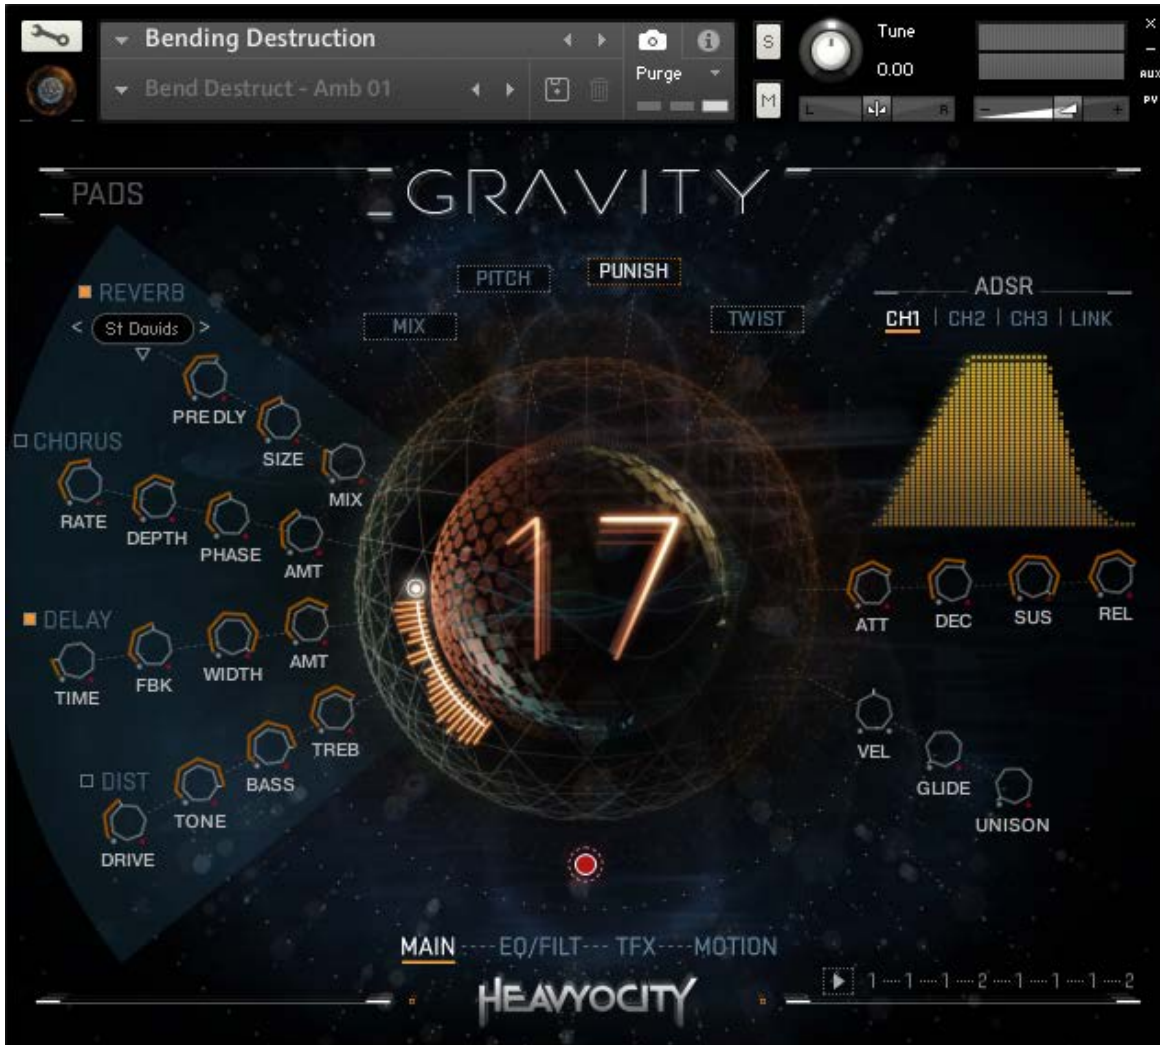 Bending Destruction
Bend Destruct - Amb 01
Purge
S
M
Tune
0.00
L R
- +
X
-
AUX
PV
PADS
GRAVITY
MIX
PITCH
PUNISH
TWIST
REVERB
< St Davids >
PREDLY
SIZE
MIX
CHORUS
RATE
DEPTH
PHASE
AMT
DELAY
TIME
FBK
WIDTH
AMT
DIST
DRIVE
TONE
BASS
TREB
17
ADSR
CH1 | CH2 | CH3 | LINK
ATT
DEC
SUS
REL
VEL
GLIDE
UNISON
MAIN EQ/FILT TFX MOTION
HEAVYOCITY
1 1 1 2 1 1 1 2